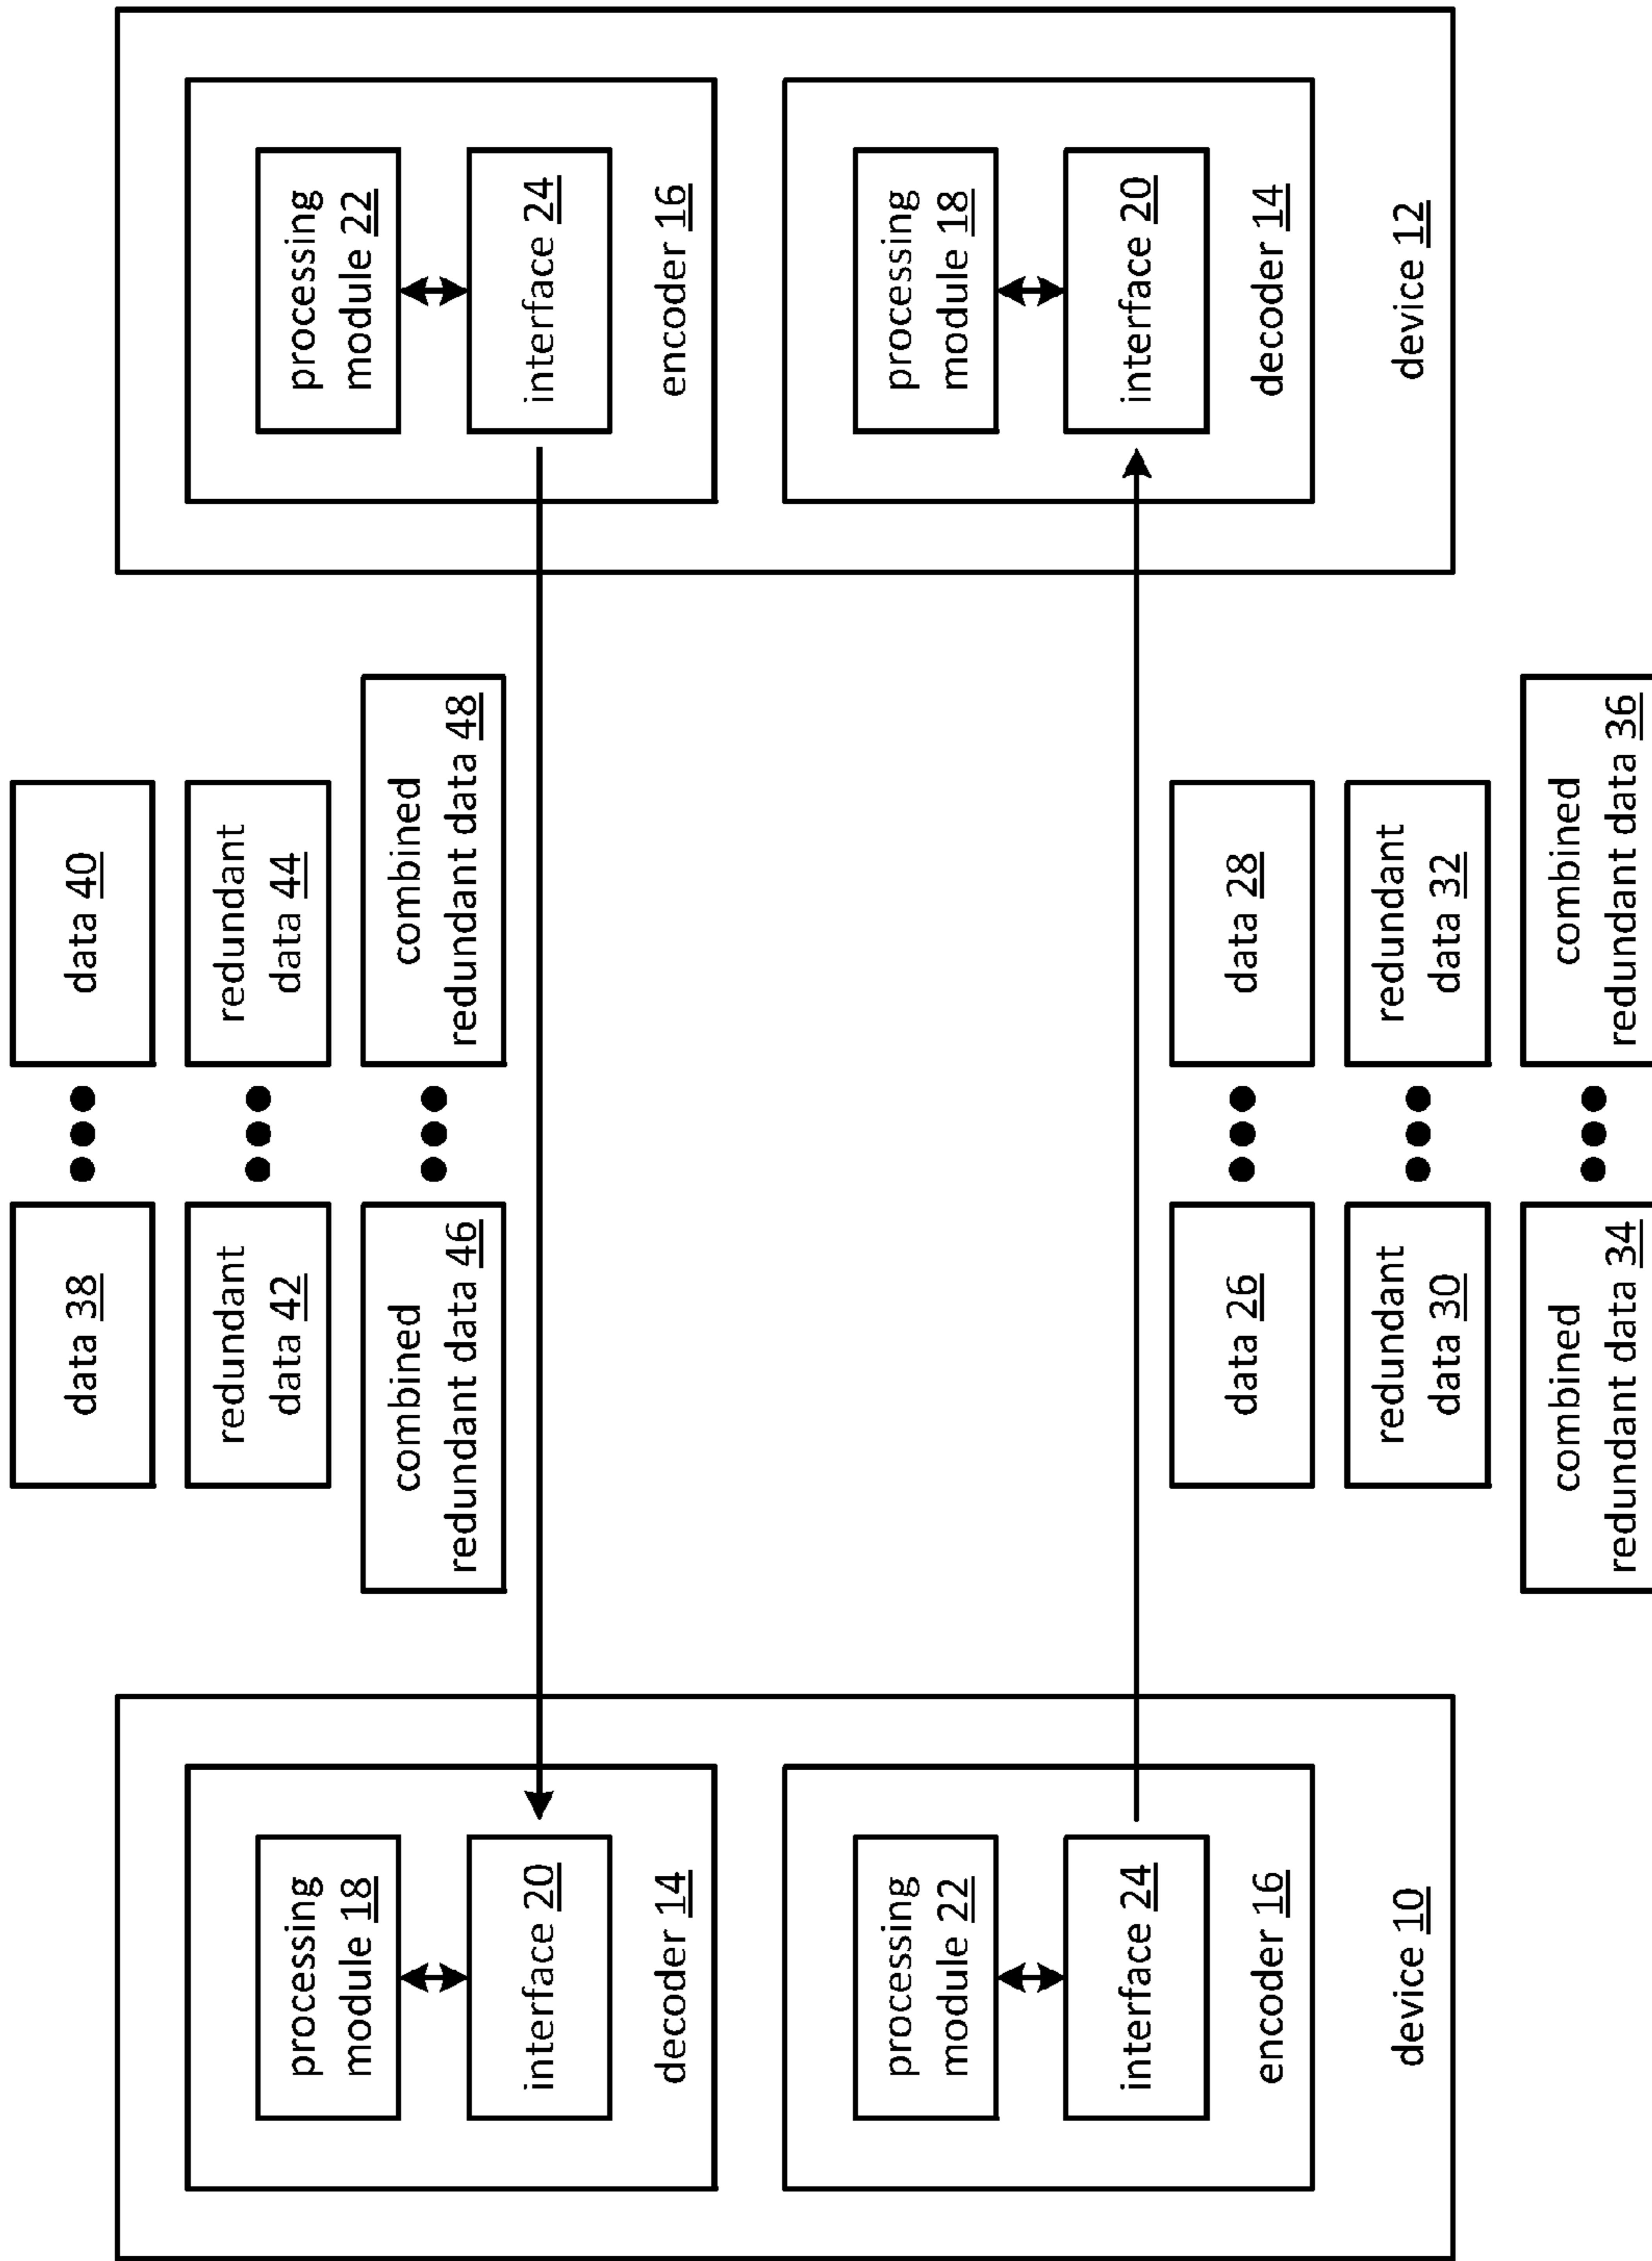 data 38
data 40
redundant
data 42
redundant
data 44
combined
redundant data 46
combined
redundant data 48
processing
module 18
interface 20
decoder 14
processing
module 22
interface 24
encoder 16
device 10
processing
module 22
interface 24
encoder 16
processing
module 18
interface 20
decoder 14
device 12
data 26
data 28
redundant
data 30
redundant
data 32
combined
redundant data 34
combined
redundant data 36